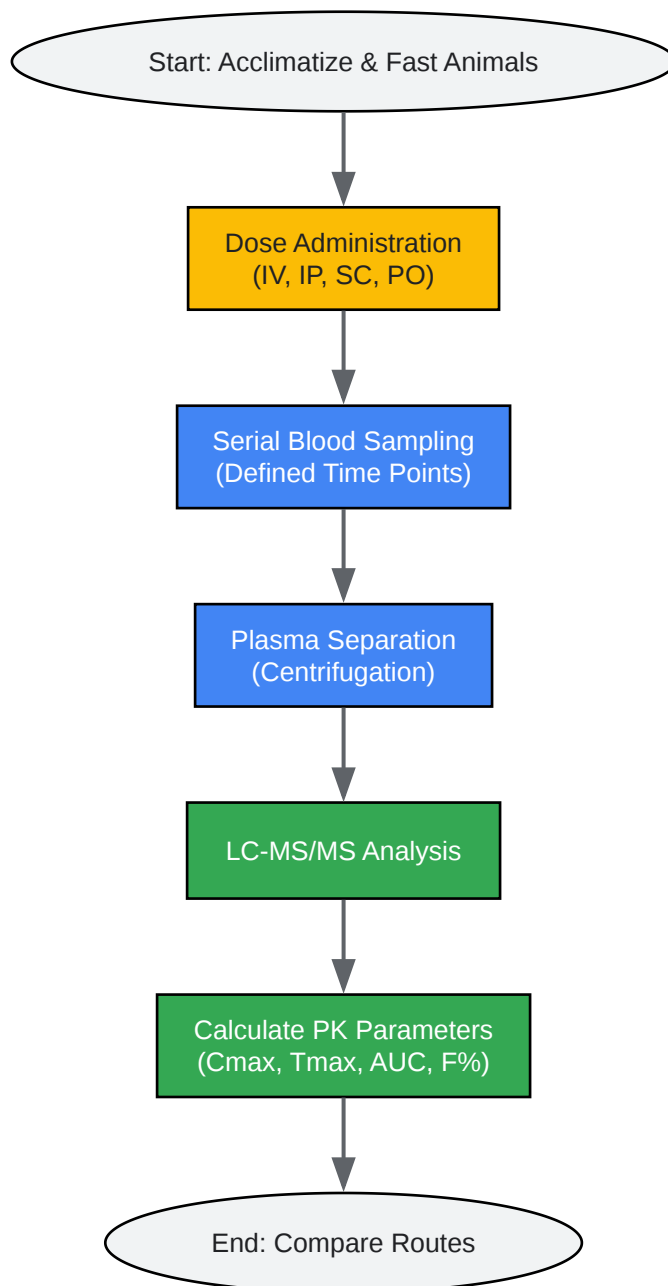 Start: Acclimatize & Fast Animals
Dose Administration
(IV, IP, SC, PO)
Serial Blood Sampling
(Defined Time Points)
Plasma Separation
(Centrifugation)
LC-MS/MS Analysis
Calculate PK Parameters
(Cmax, Tmax, AUC, F%)
End: Compare Routes